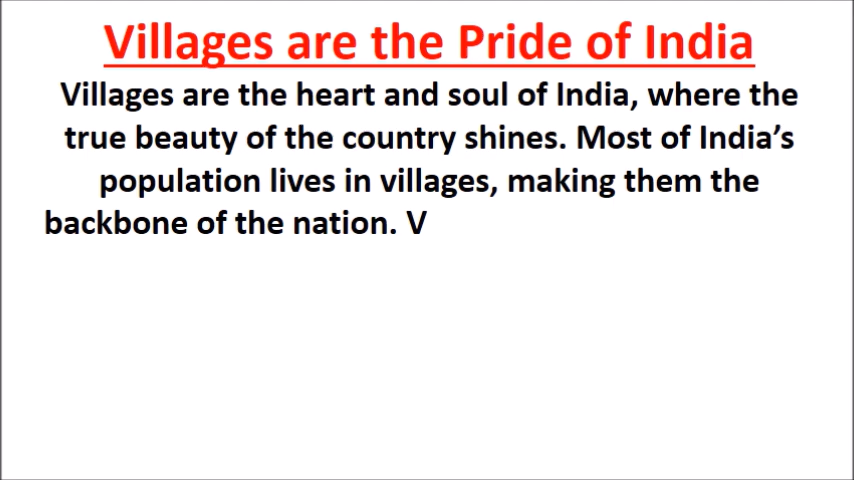 Villages are the Pride of India
Villages are the heart and soul of India, where the
true beauty of the country shines. Most of India’s
population lives in villages, making them the
backbone of the nation. V